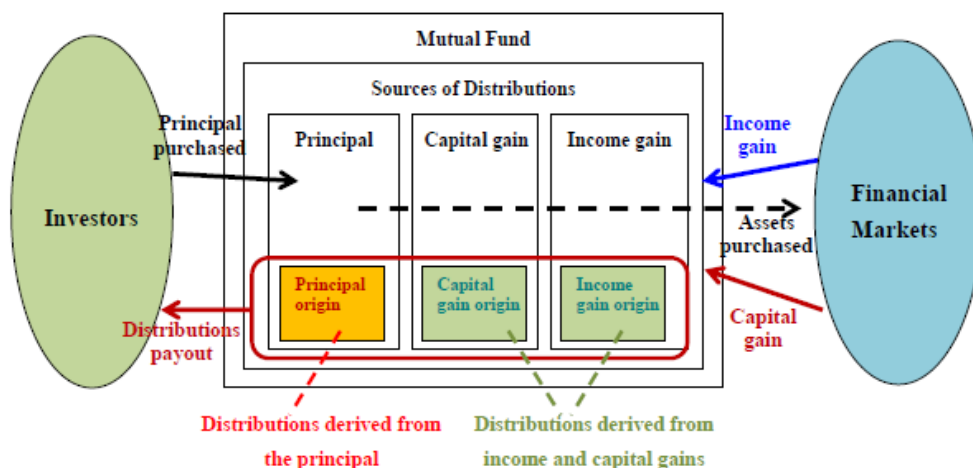 Mutual Fund
Sources of Distributions
Principal
purchased
Principal
Capital gain
Income gain
Income
gain
Investors
Financial
Markets
Assets
purchased
Principal
origin
Capital
gain origin
Income
gain origin
Distributions
payout
Capital
gain
Distributions derived from
the principal
Distributions derived from
income and capital gains